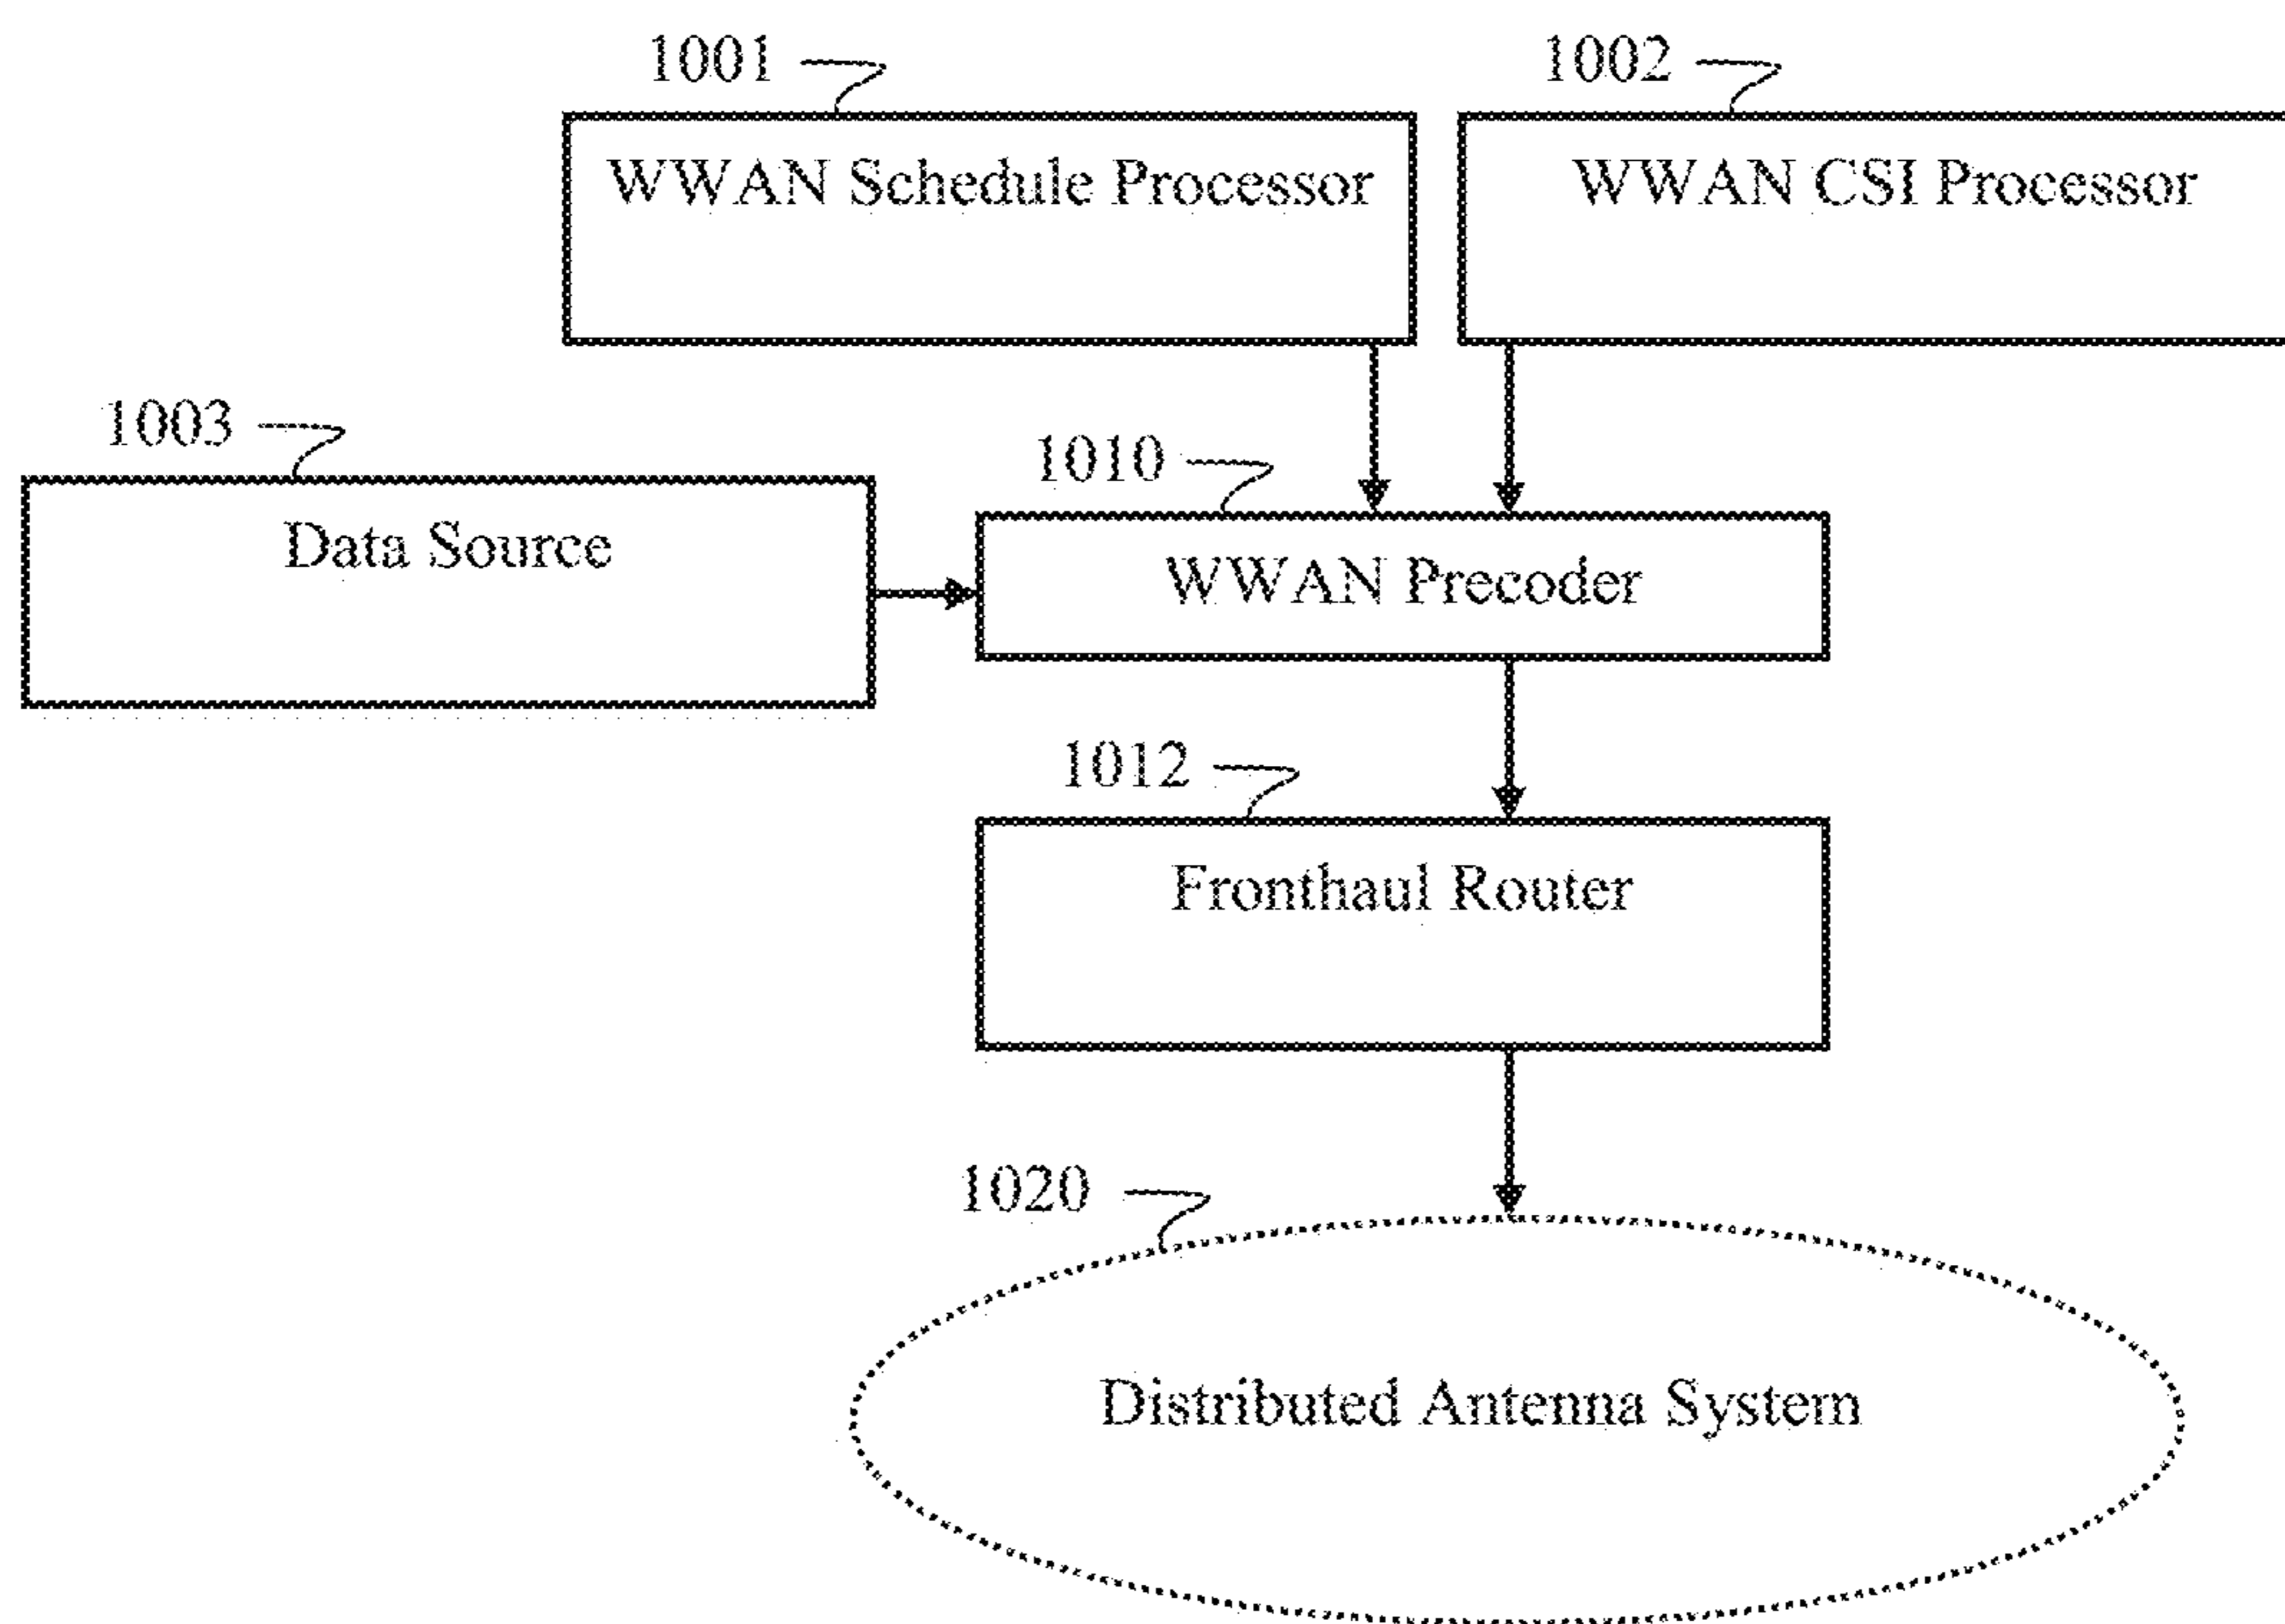 1001
1002
WWAN Schedule Processor
WWAN CSI Processor
1003
1010
Data Source
WWAN Precoder
1012
Fronthaul Router
1020
Distributed Antenna System